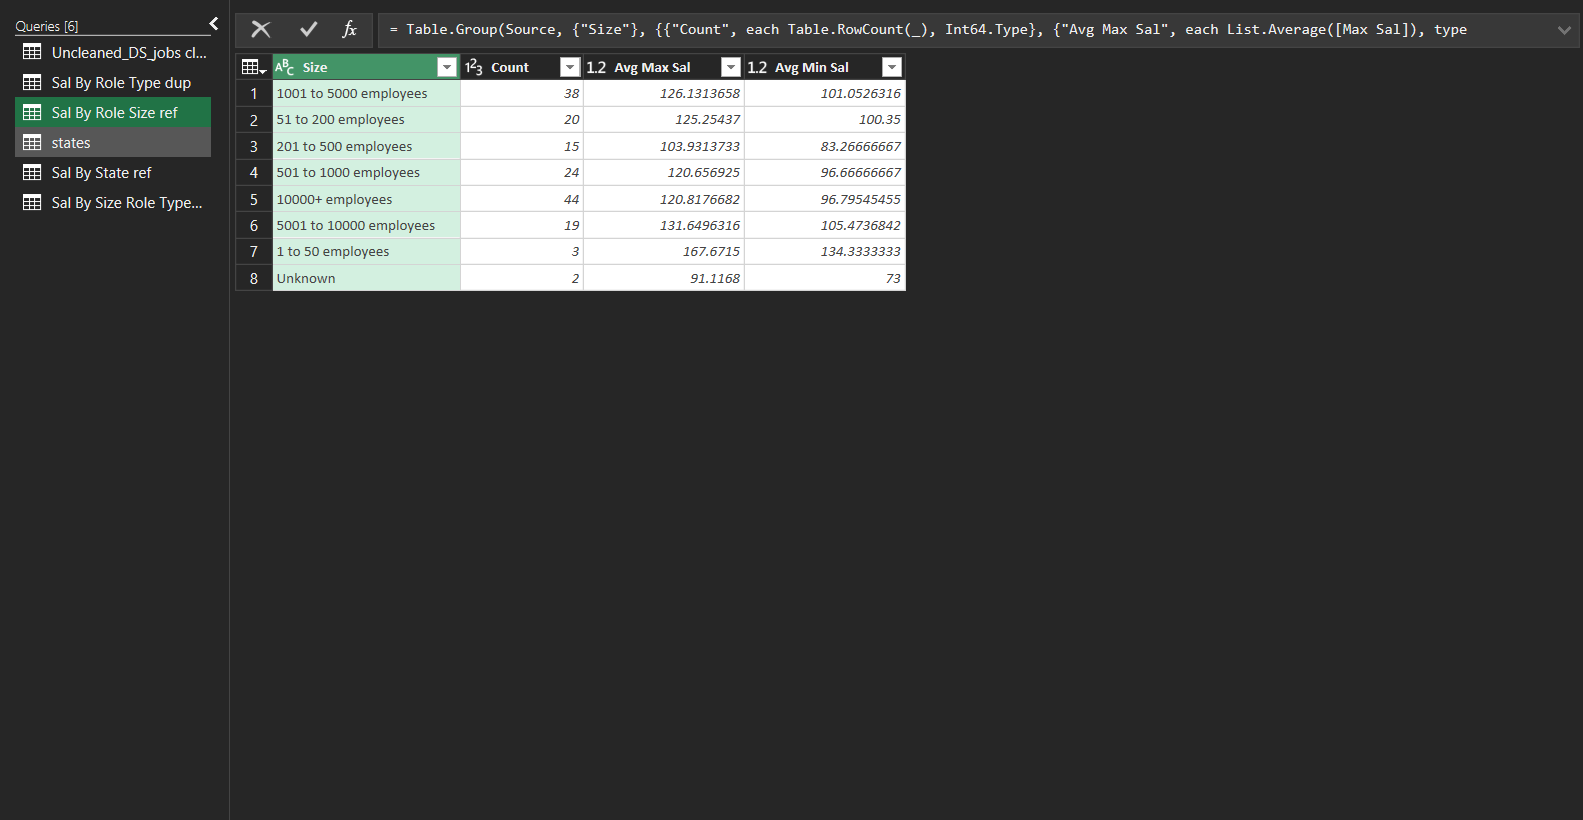 Queries [6]
Uncleaned_DS_jobs cl...
Sal By Role Type dup
Sal By Role Size ref
states
Sal By State ref
Sal By Size Role Type...
fx = Table.Group(Source, {"Size"}, {{"Count", each Table.RowCount(_), Int64.Type}, {"Avg Max Sal", each List.Average([Max Sal]), type
ABC Size 123 Count 1.2 Avg Max Sal 1.2 Avg Min Sal
1 1001 to 5000 employees 38 126.1313658 101.0526316
2 51 to 200 employees 20 125.25437 100.35
3 201 to 500 employees 15 103.9313733 83.26666667
4 501 to 1000 employees 24 120.656925 96.66666667
5 10000+ employees 44 120.8176682 96.79545455
6 5001 to 10000 employees 19 131.6496316 105.4736842
7 1 to 50 employees 3 167.6715 134.3333333
8 Unknown 2 91.1168 73